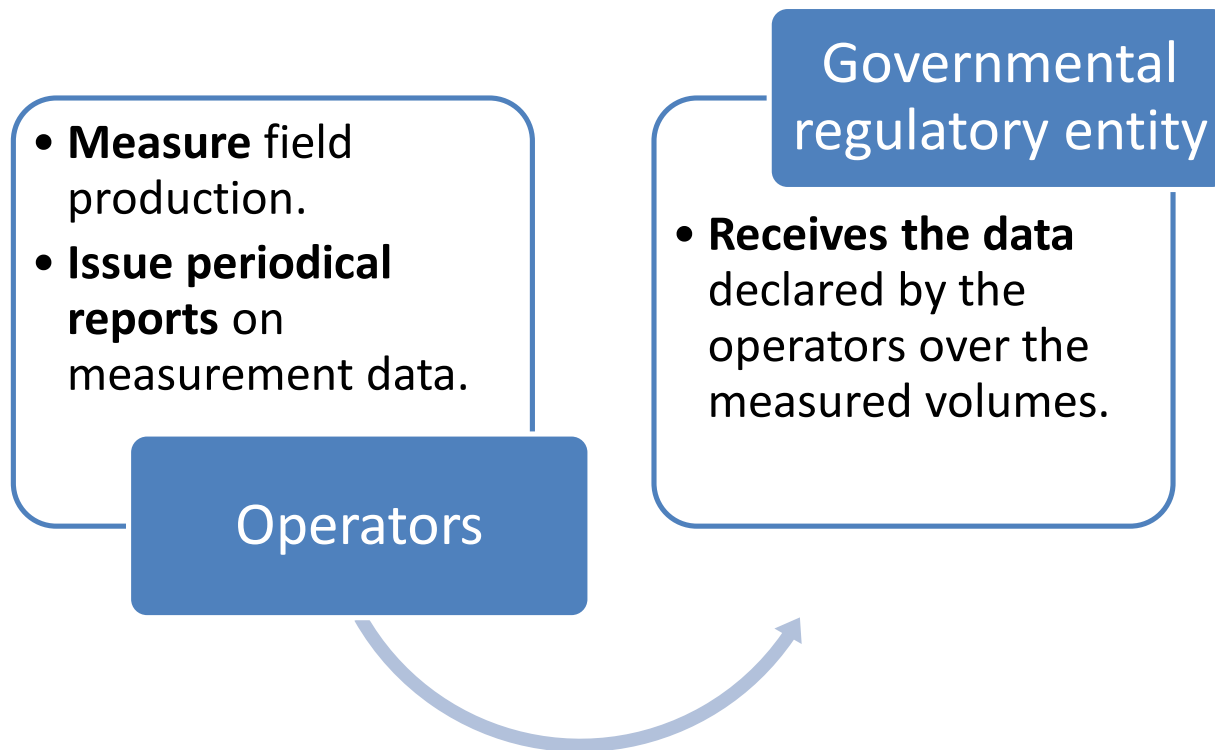 • Measure field
production.
• Issue periodical
reports on
measurement data.
Operators
Governmental
regulatory entity
• Receives the data
declared by the
operators over the
measured volumes.